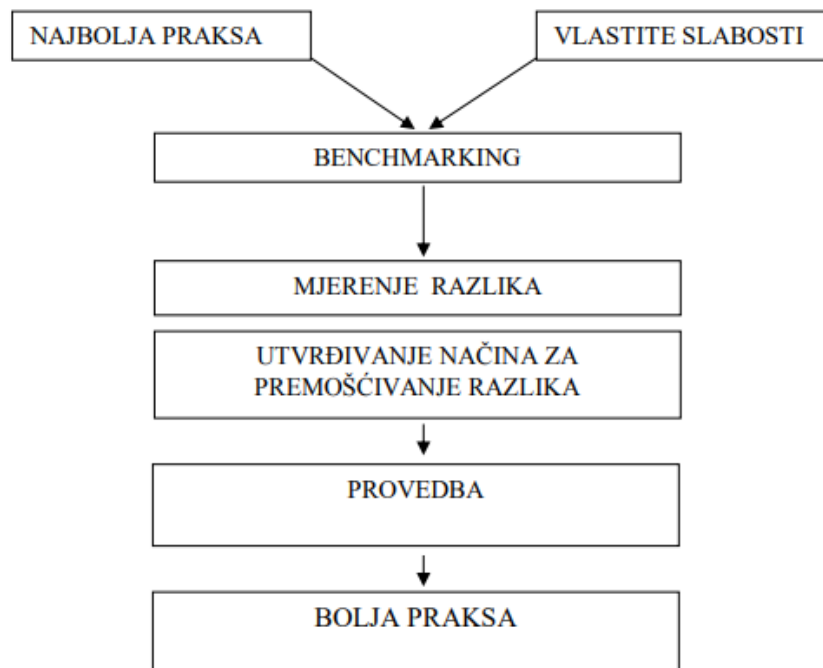 NAJBOLJA PRAKSA
VLASTITE SLABOSTI
BENCHMARKING
MJERENJE RAZLIKA
UTVRĐIVANJE NAČINA ZA
PREMOŠĆIVANJE RAZLIKA
PROVEDBA
BOLJA PRAKSA